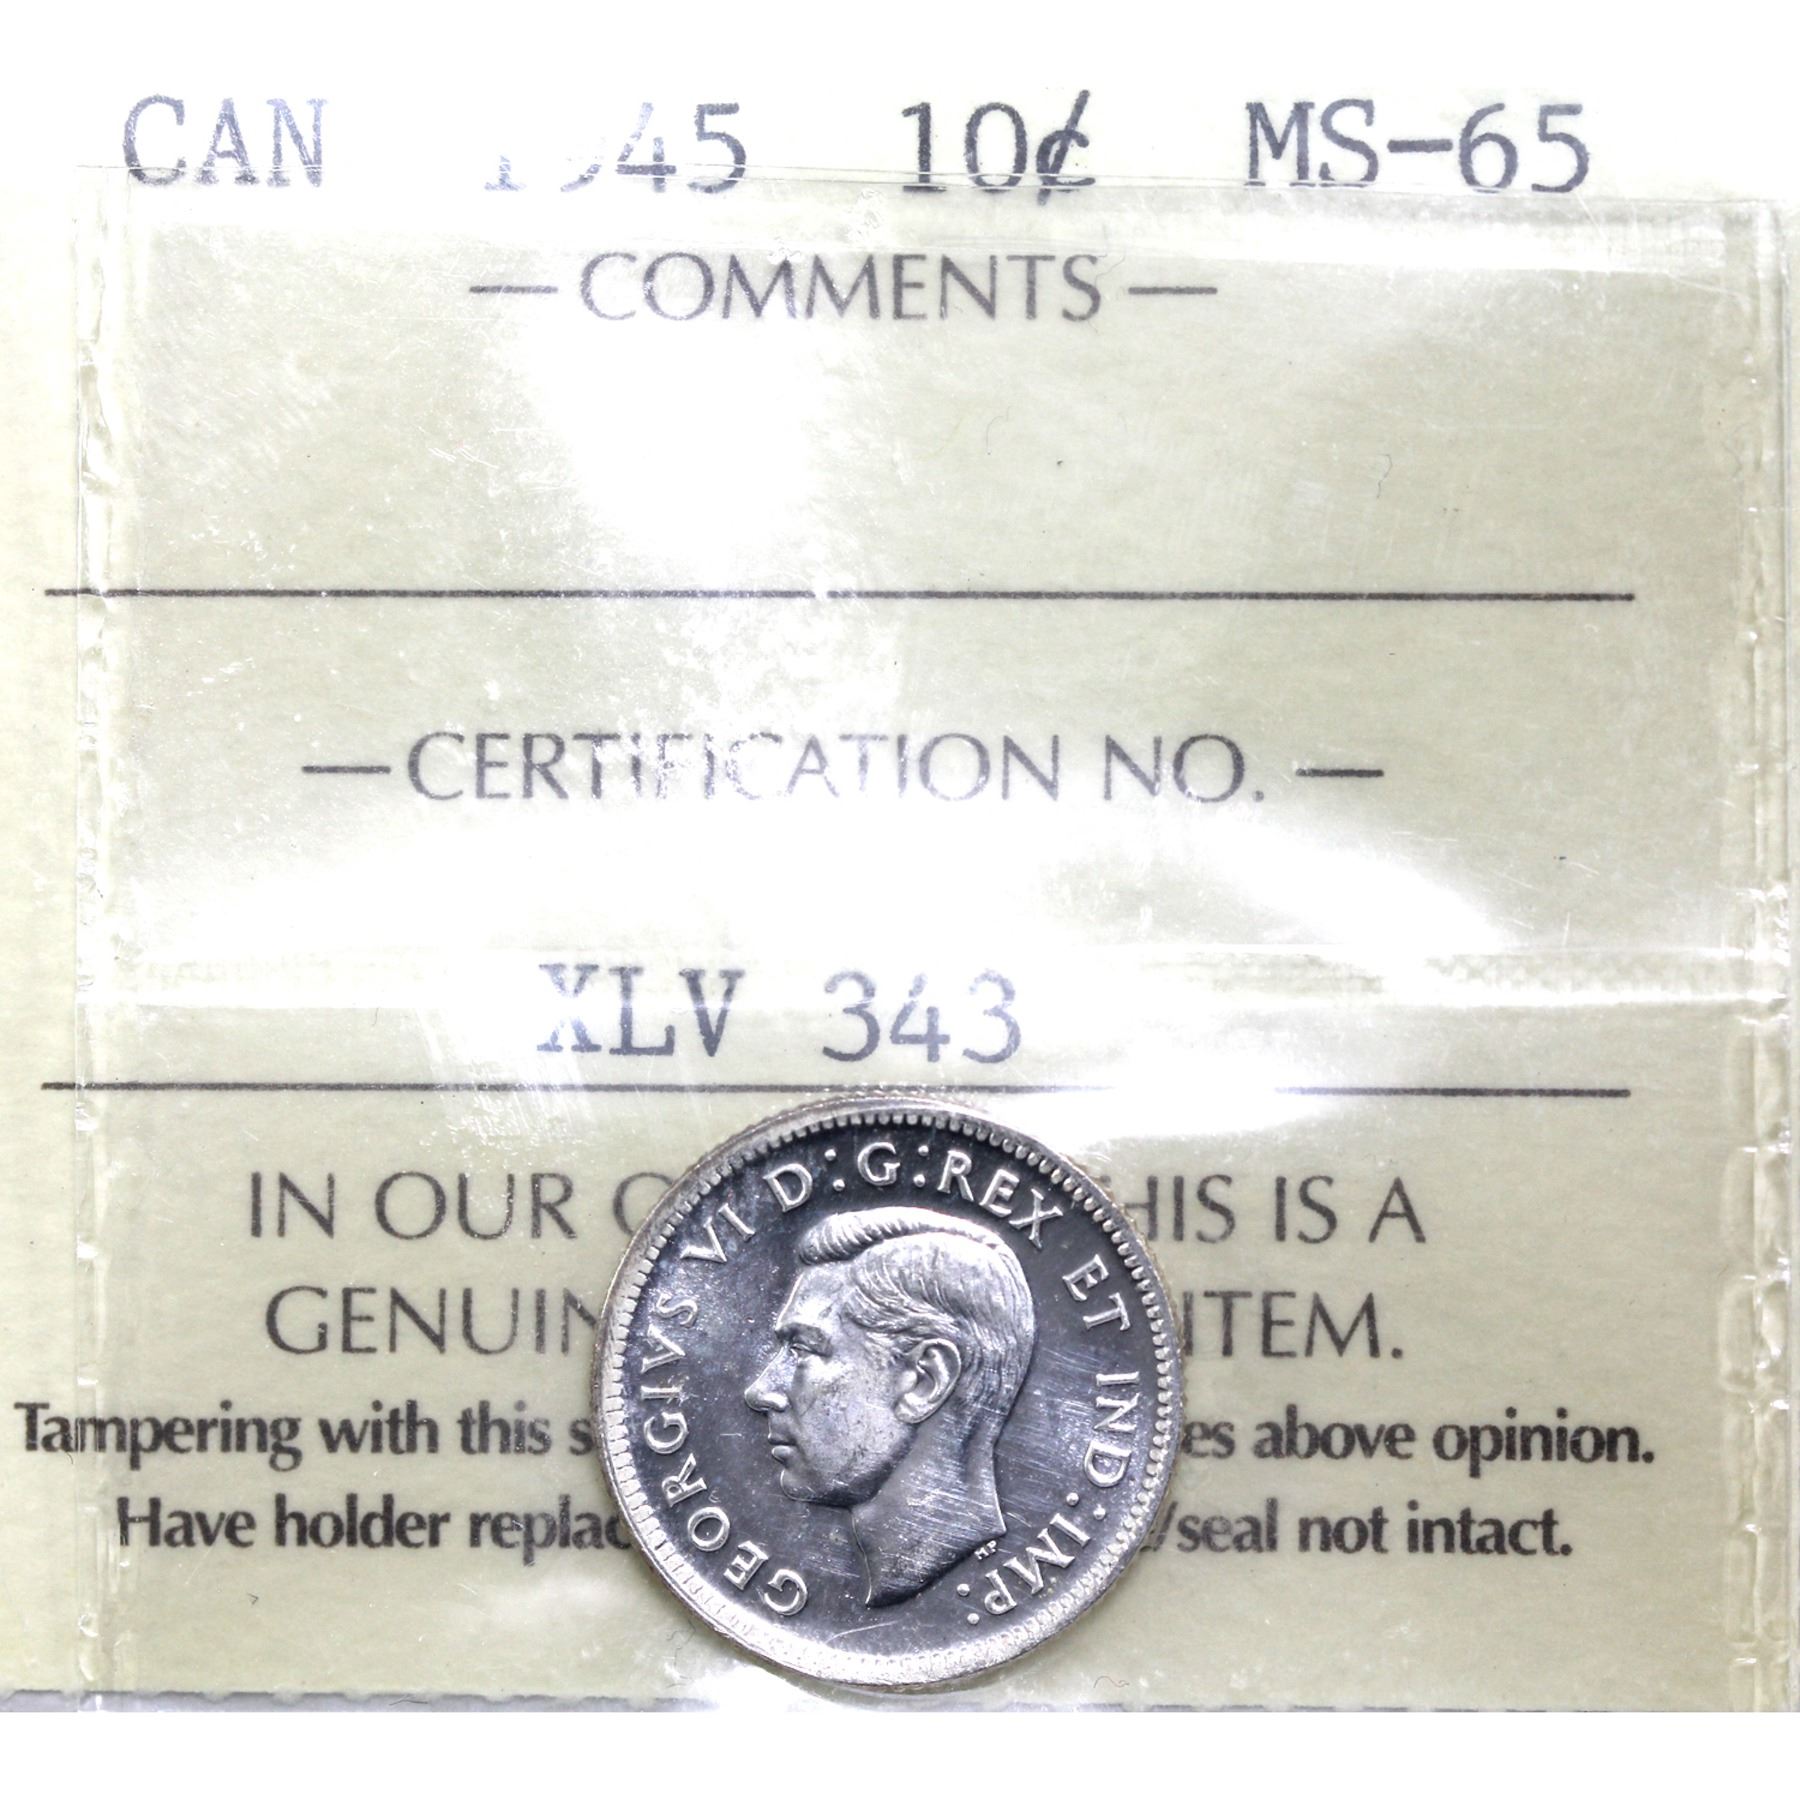 CAN 1945 10¢ MS-65
— COMMENTS —
— CERTIFICATION NO. —
XLV 343
IN OUR O HIS IS A
GENUIN ITEM.
Tampering with this s es above opinion.
Have holder replac /seal not intact.
GEORGIVS VI D:G:REX ET IND:IMP:
HP